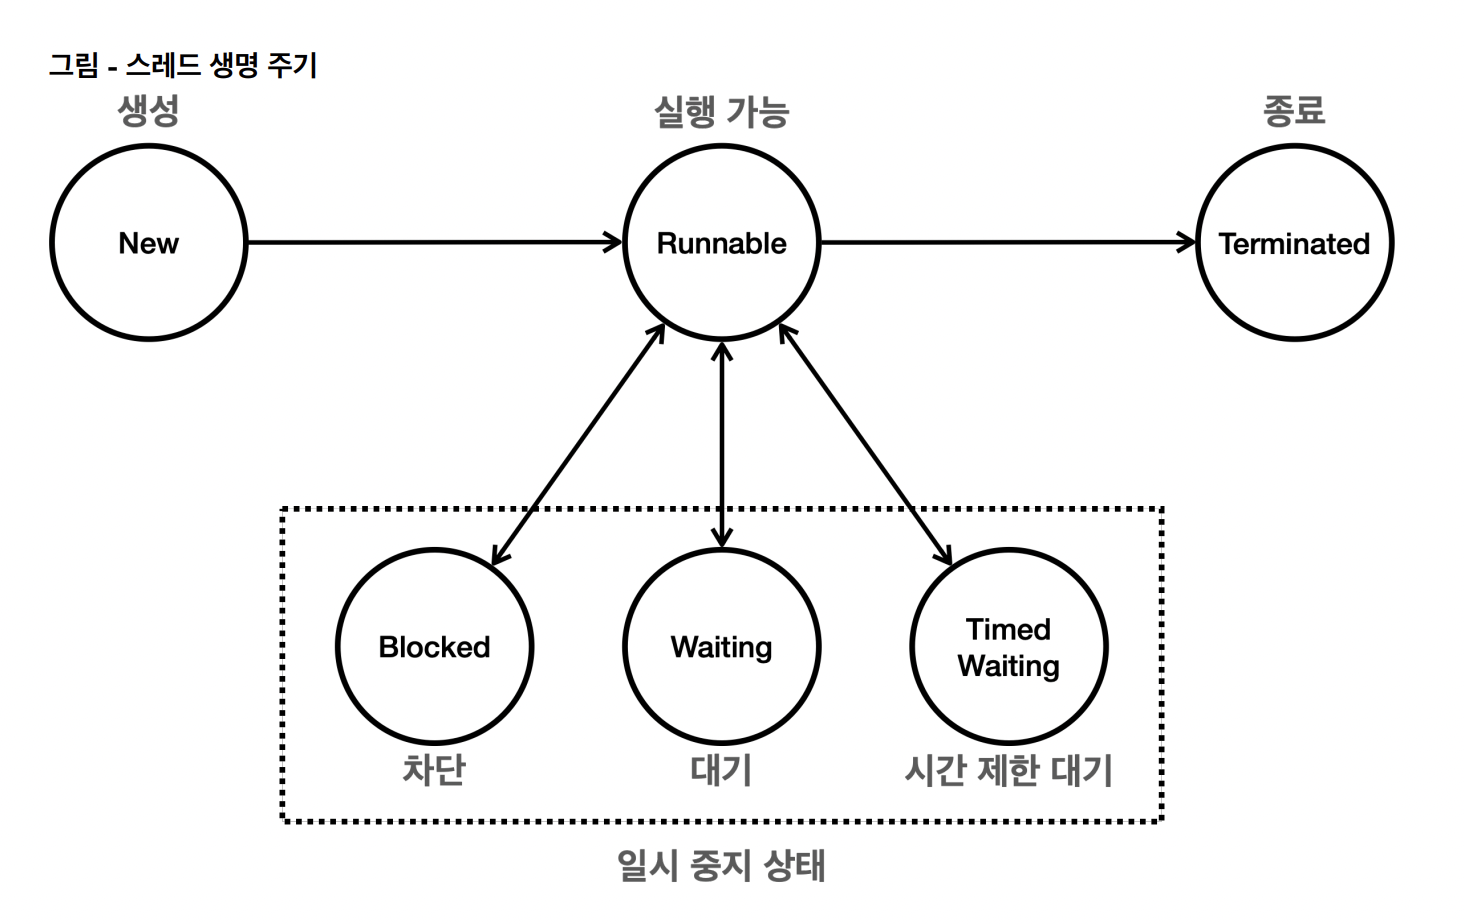 그림 - 스레드 생명 주기
생성
실행 가능
종료
New
Runnable
Terminated
Blocked
Waiting
Timed
Waiting
차단
대기
시간 제한 대기
일시 중지 상태